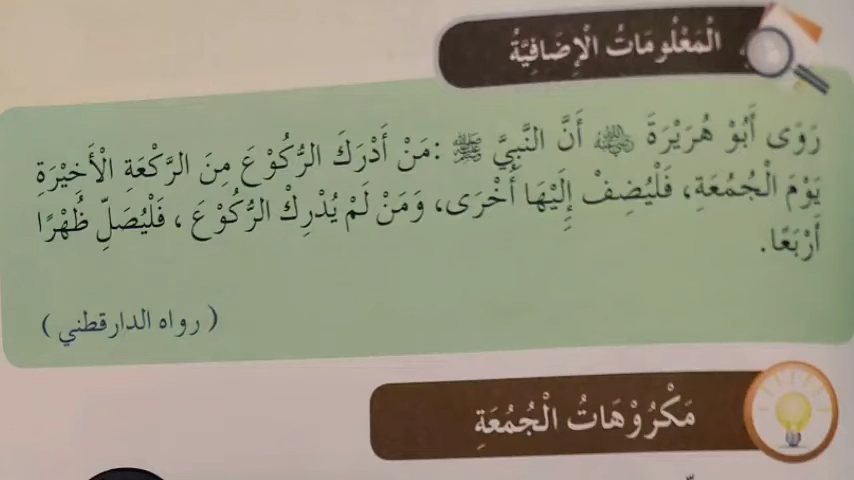 الْمَعْلُومَاتُ الْإِضَافِيَّةُ
رَوَى أَبُوْ هُرَيْرَةَ ﵁ أَنَّ النَّبِيَّ ﷺ :مَنْ أَدْرَكَ الرُّكُوْعَ مِنَ الرَّكْعَةِ الْأَخِيْرَةِ
يَوْمَ الْجُمُعَةِ، فَلْيُضِفْ إِلَيْهَا أُخْرَى، وَمَنْ لَمْ يُدْرِكْ الرُّكُوْعَ ، فَلْيُصَلِّ ظُهْرًا
أَرْبَعًا.
( رواه الدارقطني )
مَكْرُوْهَاتُ الْجُمُعَةِ